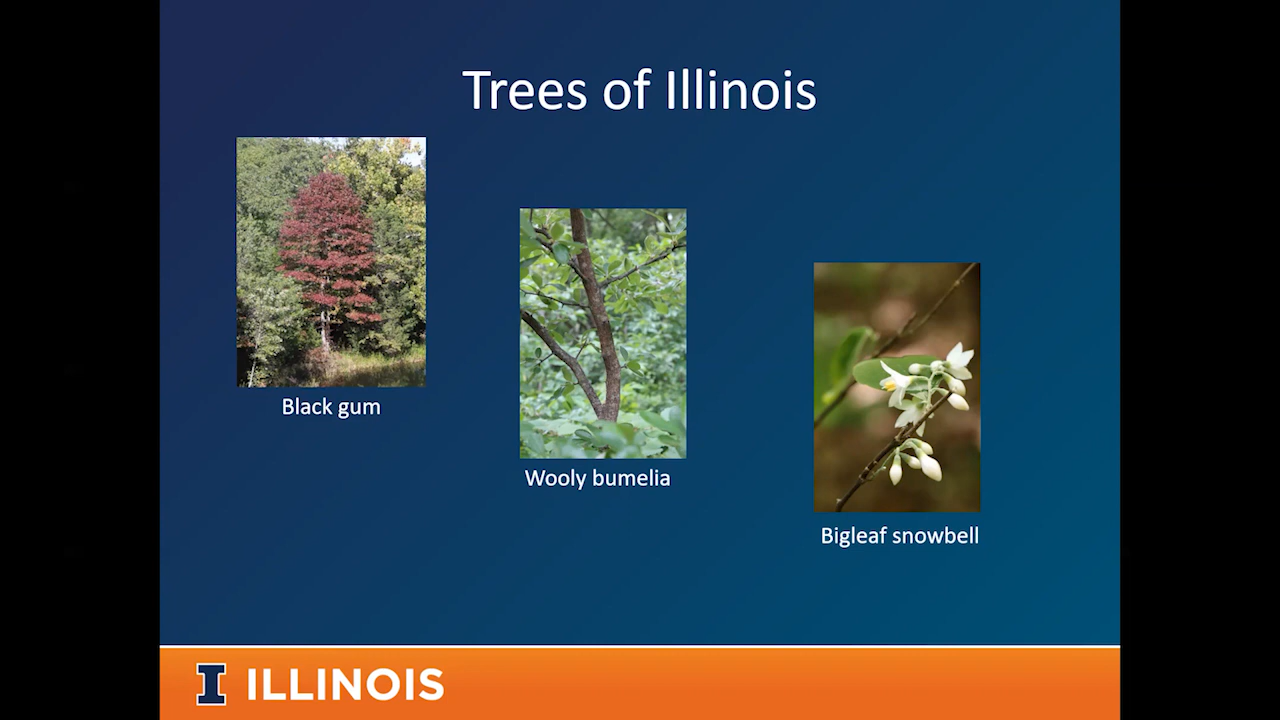 Trees of Illinois
Black gum
Wooly bumelia
Bigleaf snowbell
I ILLINOIS